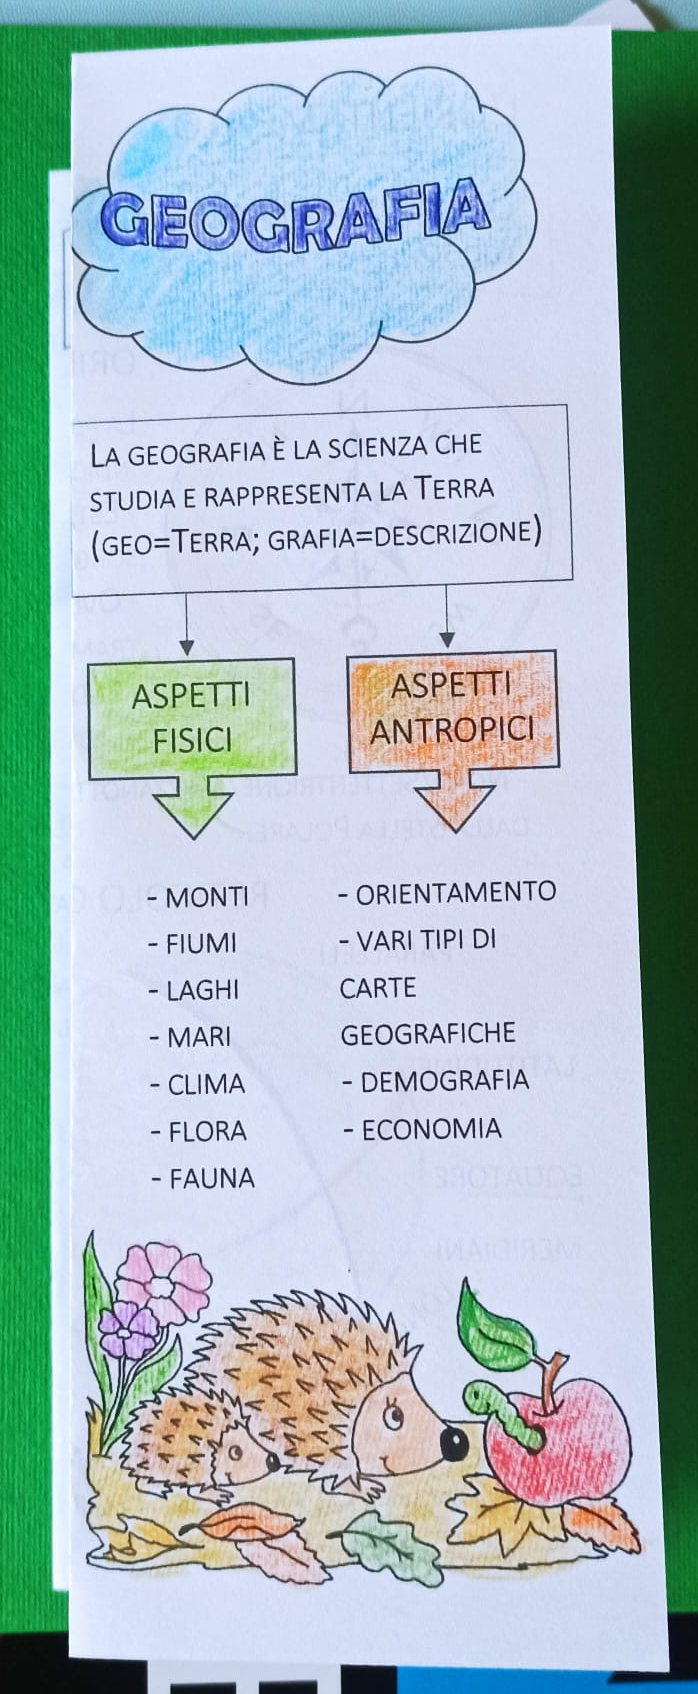 GEOGRAFIA
LA GEOGRAFIA È LA SCIENZA CHE
STUDIA E RAPPRESENTA LA TERRA
(GEO=TERRA; GRAFIA=DESCRIZIONE)
ASPETTI
FISICI
ASPETTI
ANTROPICI
- MONTI
- FIUMI
- LAGHI
- MARI
- CLIMA
- FLORA
- FAUNA
- ORIENTAMENTO
- VARI TIPI DI
CARTE
GEOGRAFICHE
- DEMOGRAFIA
- ECONOMIA